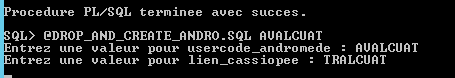 Procedure PL/SQL terminee avec succes.
SQL> @DROP_AND_CREATE_ANDRO.SQL AVALCUAT
Entrez une valeur pour usercode_andromede : AVALCUAT
Entrez une valeur pour lien_cassiopee : TRALCUAT